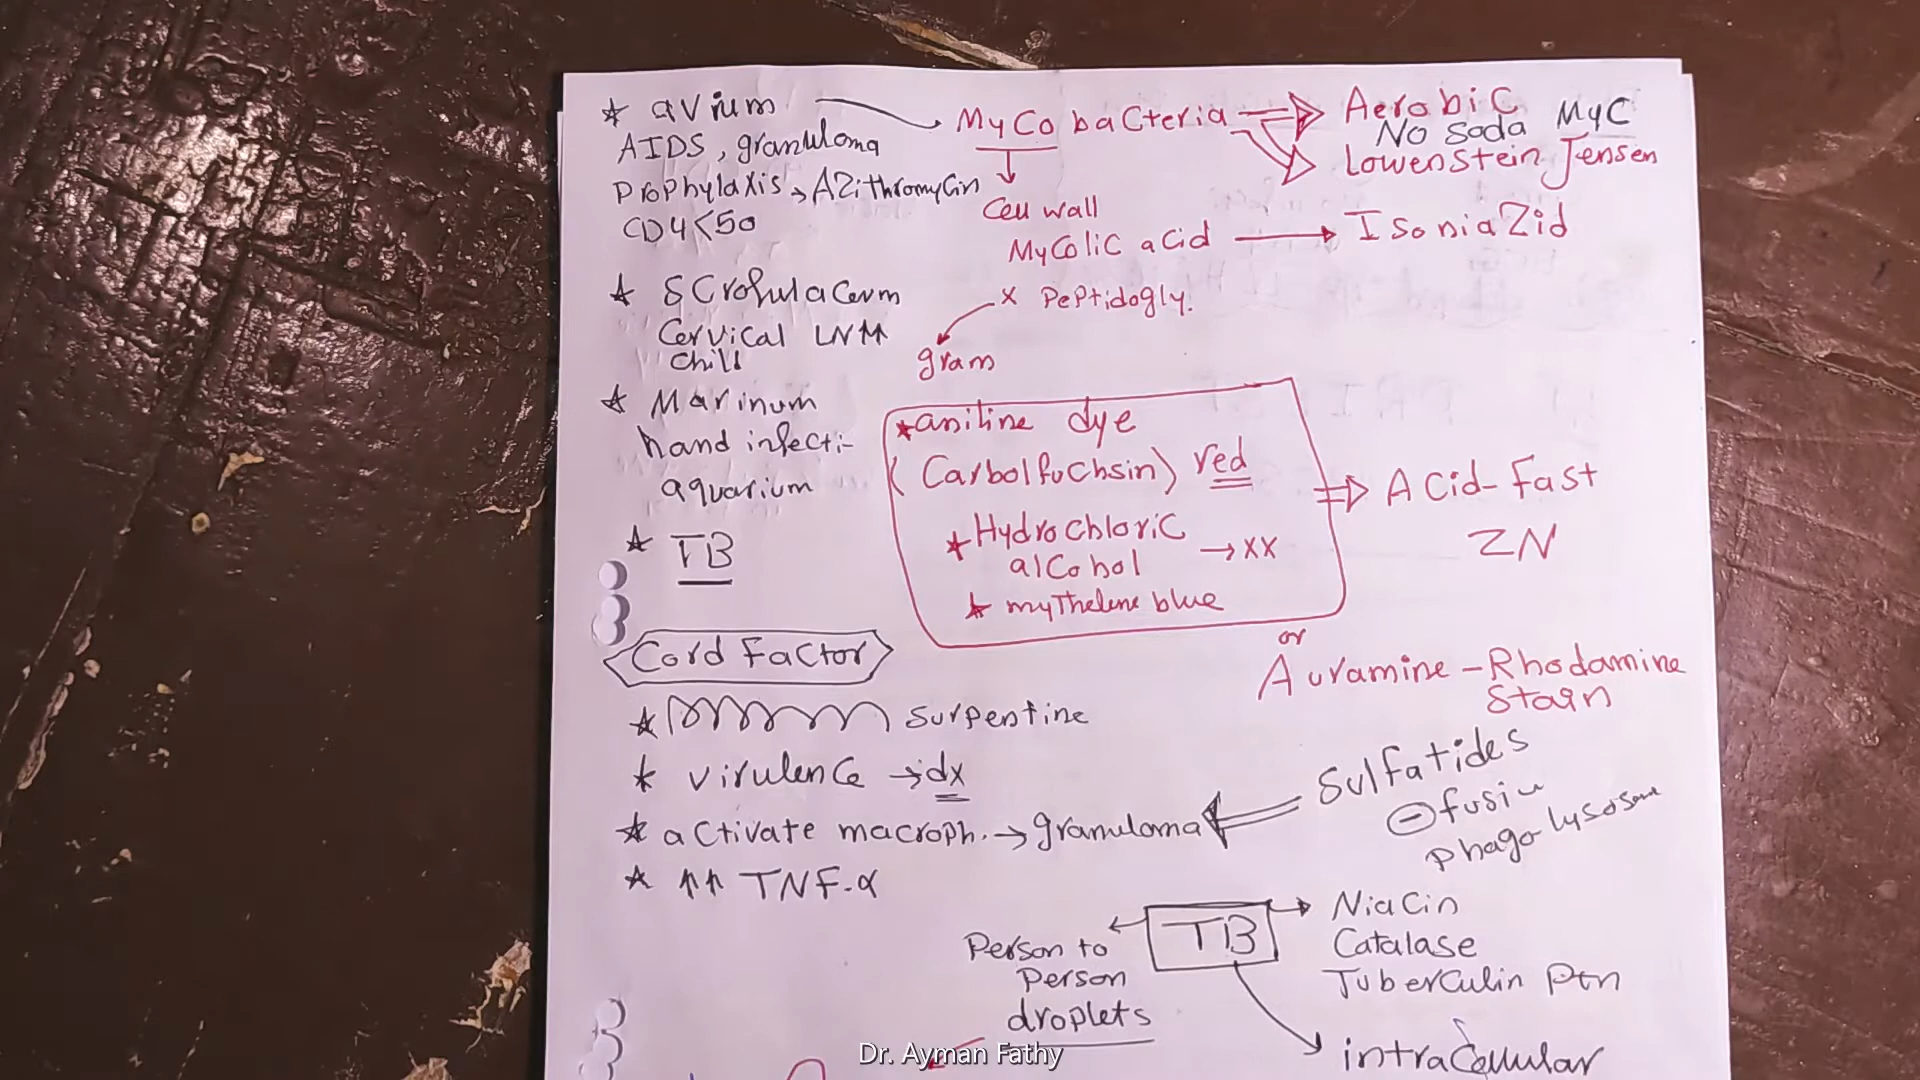 ★ avium
AIDS, granuloma
Prophylaxis → AZithromycin
CD4<50
★ SCrofulaCeum
Cervical LNM
Chill
★ Marinum
hand infecti-
aquarium
★ TB
MyCobaCteria
Aerobic
No Soda MyC
Lowenstein Jensen
Cell wall
MyColiC aCid → IsoniaZid
x Peptidogly.
gram
★ aniline dye
(Carbolfuchsin) red
★ HydroChloriC
alCohol → XX
★ myThelene blue
⇒ ACid-Fast
ZN
or
Auramine - Rhodamine
Stain
Cord FaCtor
★ Surpentine
★ virulenCe → dx
★ aCtivate macroph. → granuloma
★ ↑↑ TNF-α
Sulfatides
⊖ fusin
phagolysosome
TB
Person to
Person
droplets
NiaCin
Catalase
TuberCulin Ptn
intraCellular
Dr. Ayman Fathy